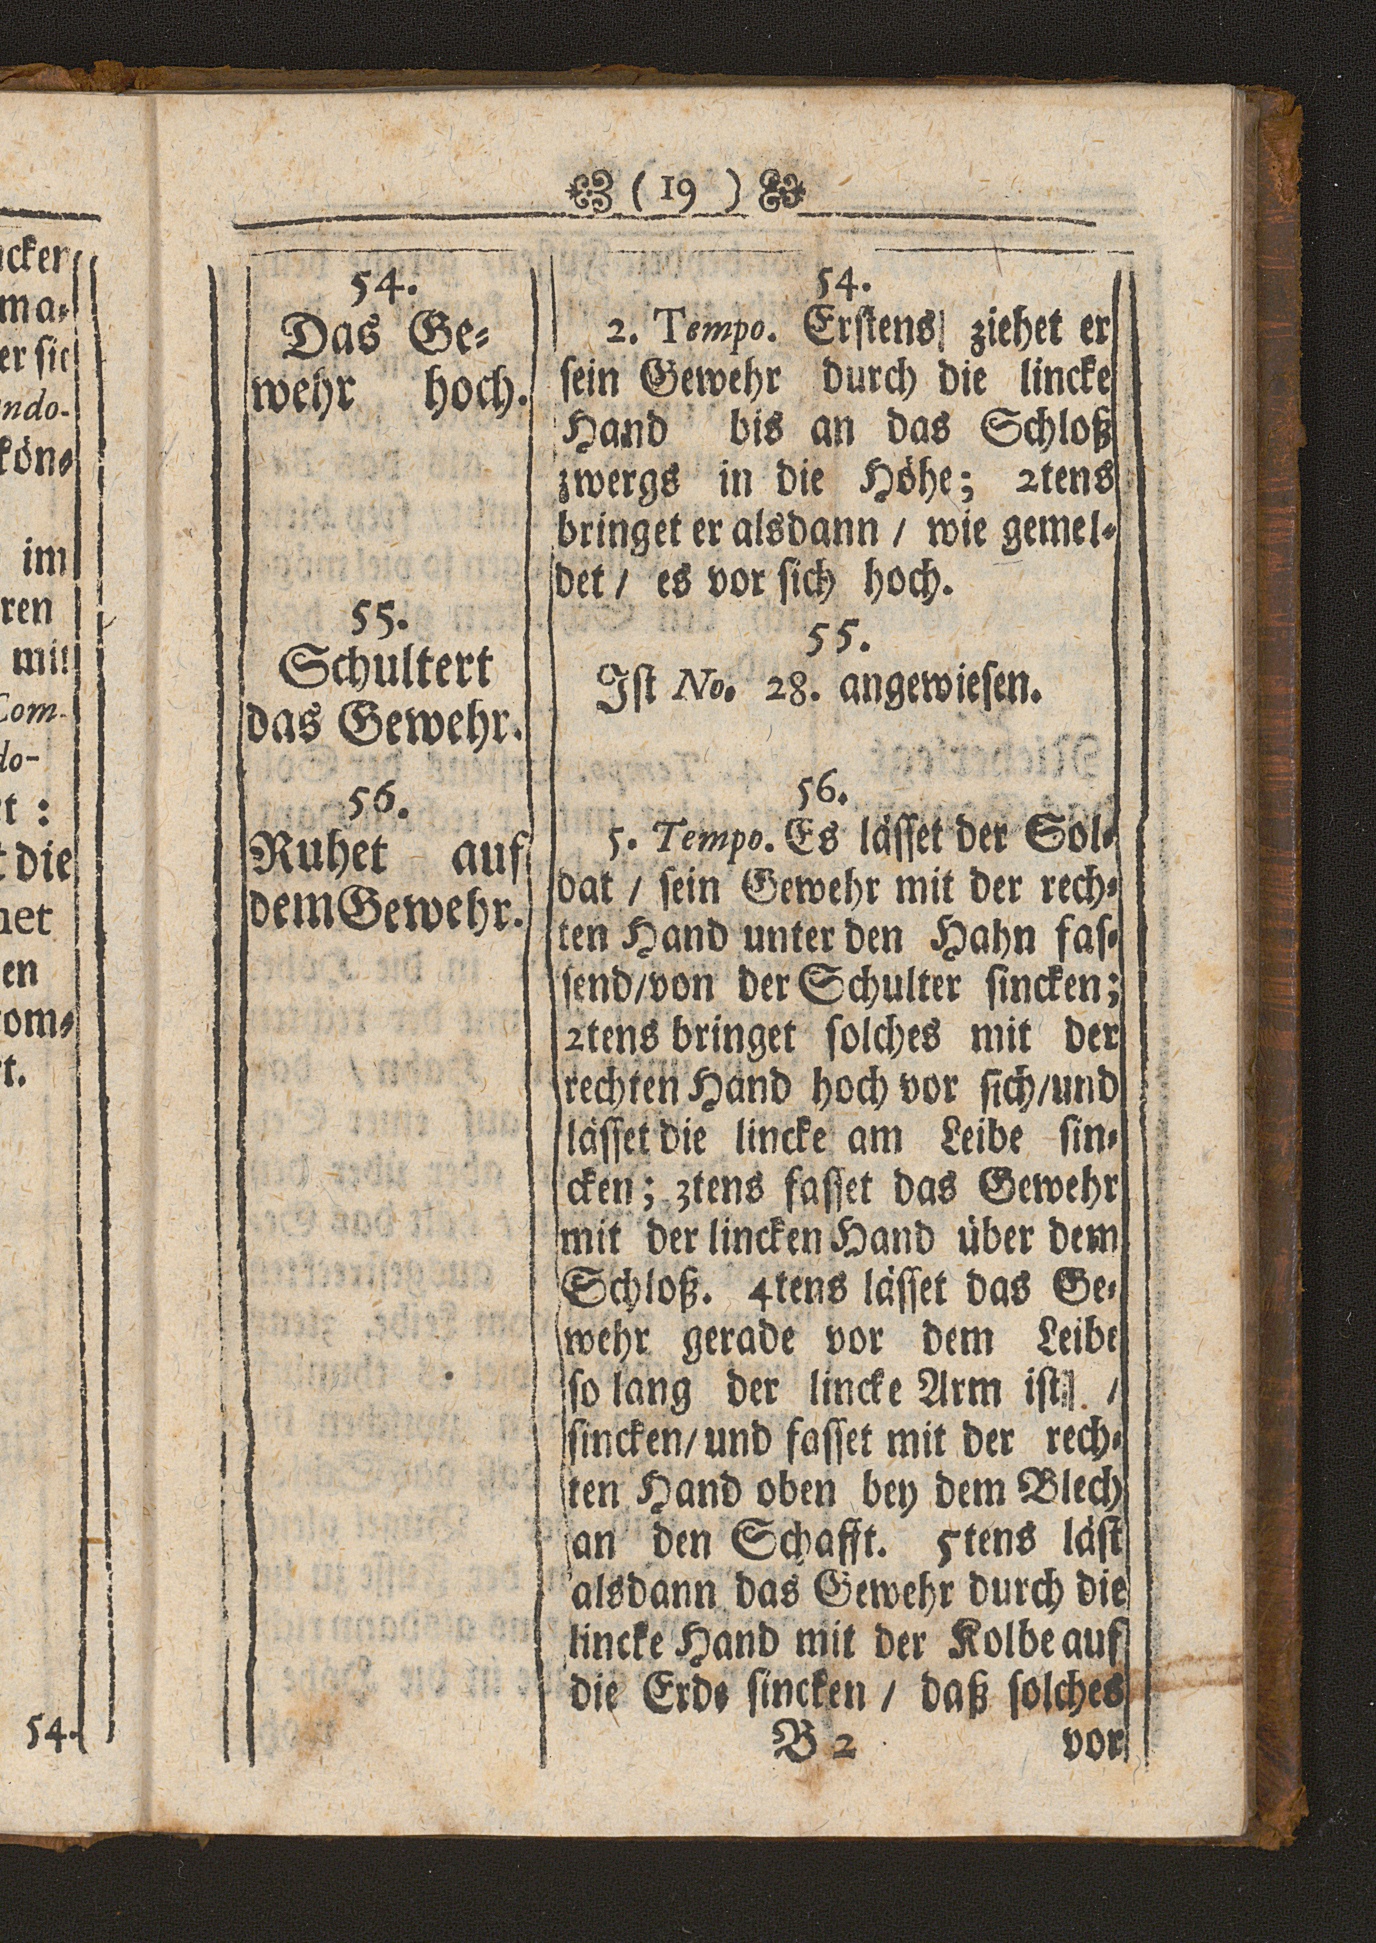 ( 19 )
54.
Das Ge-
wehr hoch.
55.
Schultert
das Gewehr.
56.
Ruhet auf
dem Gewehr.
54.
2. Tempo. Erstens ziehet er
sein Gewehr durch die lincke
Hand bis an das Schloß
zwergs in die Höhe; 2tens
bringet er alsdann / wie gemel-
det / es vor sich hoch.
55.
Ist No. 28. angewiesen.
56.
5. Tempo. Es lässet der Sol-
dat / sein Gewehr mit der rech-
ten Hand unter den Hahn fas-
send/von der Schulter sincken;
2tens bringet solches mit der
rechten Hand hoch vor sich/und
lässet die lincke am Leibe sin-
cken; 3tens fasset das Gewehr
mit der lincken Hand über dem
Schloß. 4tens lässet das Ge-
wehr gerade vor dem Leibe
so lang der lincke Arm ist /
sincken/und fasset mit der rech-
ten Hand oben bey dem Blech
an den Schafft. 5tens läst
alsdann das Gewehr durch die
lincke Hand mit der Kolbe auf
die Erde sincken / daß solches
B 2 vor
54.